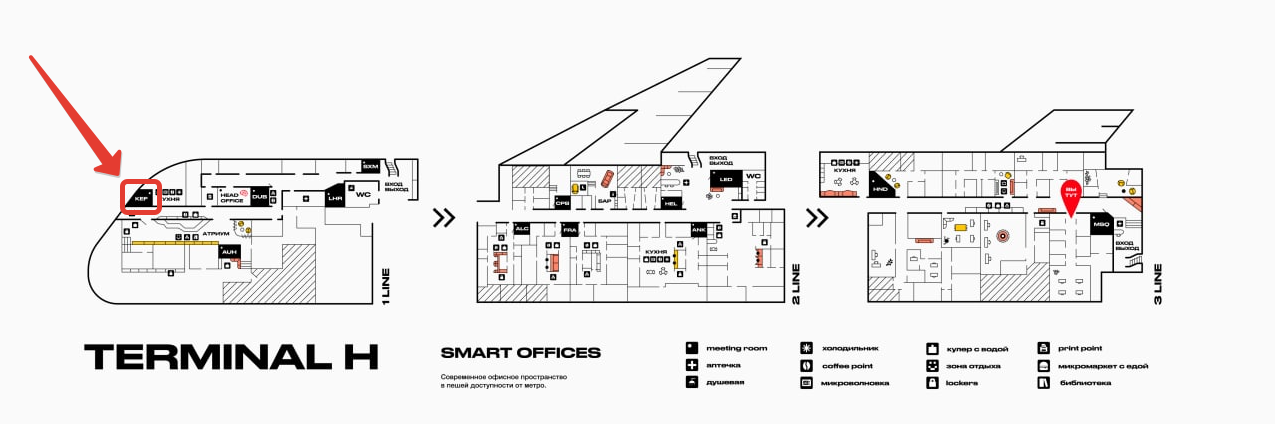 SXM
ВХОД
ВЫХОД
KEF
КУХНЯ
HEAD
OFFICE
DUB
LHR
WC
АТРИУМ
AUH
1 LINE
ВХОД
ВЫХОД
LED
WC
CPB
БАР
HEL
ALC
FRA
ANK
КУХНЯ
2 LINE
КУХНЯ
HND
ВЫ
ТУТ
MSQ
ВХОД
ВЫХОД
3 LINE
TERMINAL H
SMART OFFICES
Современное офисное пространство
в пешей доступности от метро.
meeting room
аптечка
душевая
холодильник
coffee point
микроволновка
кулер с водой
зона отдыха
lockers
print point
микромаркет с едой
библиотека